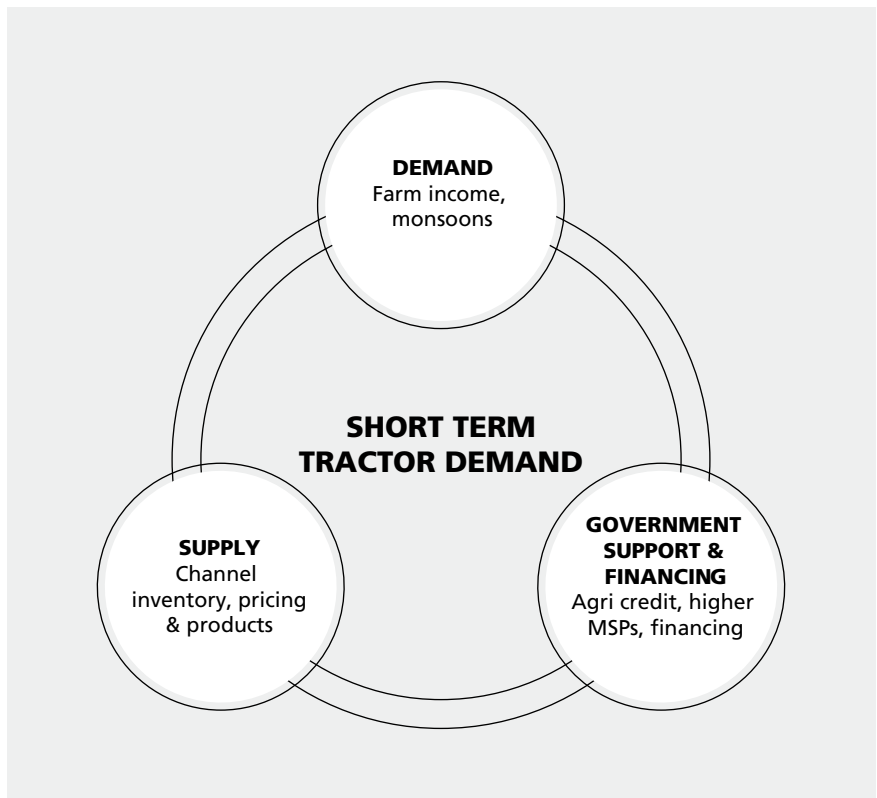 DEMAND
Farm income,
monsoons
SHORT TERM
TRACTOR DEMAND
SUPPLY
Channel
inventory, pricing
& products
GOVERNMENT
SUPPORT &
FINANCING
Agri credit, higher
MSPs, financing